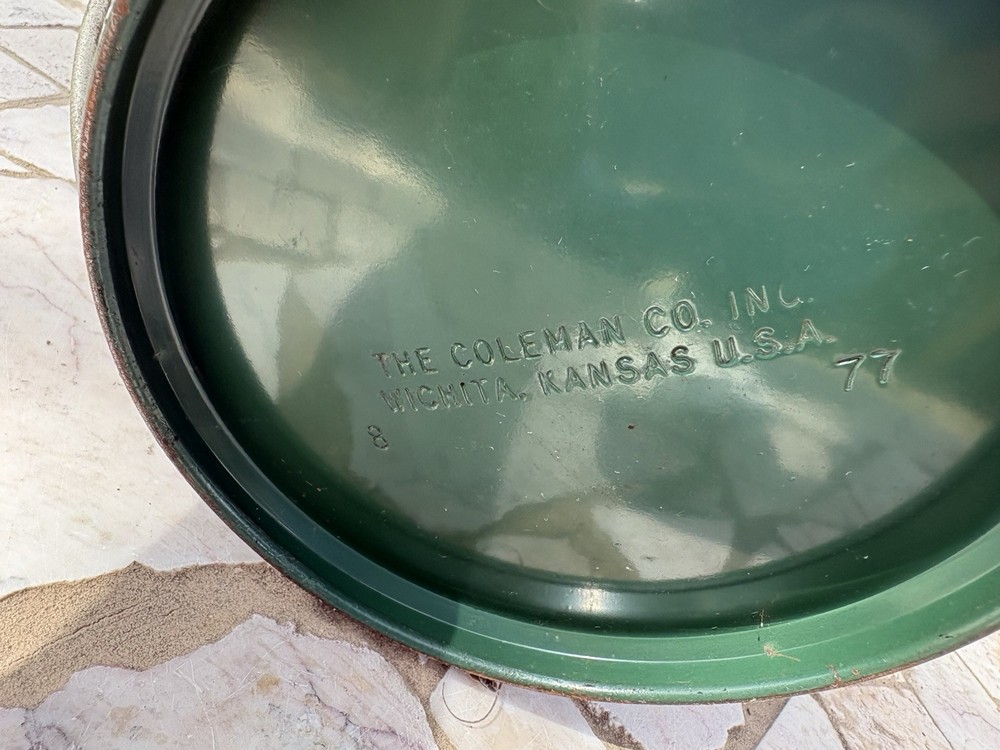 THE COLEMAN CO. INC.
WICHITA, KANSAS U.S.A.
8 77